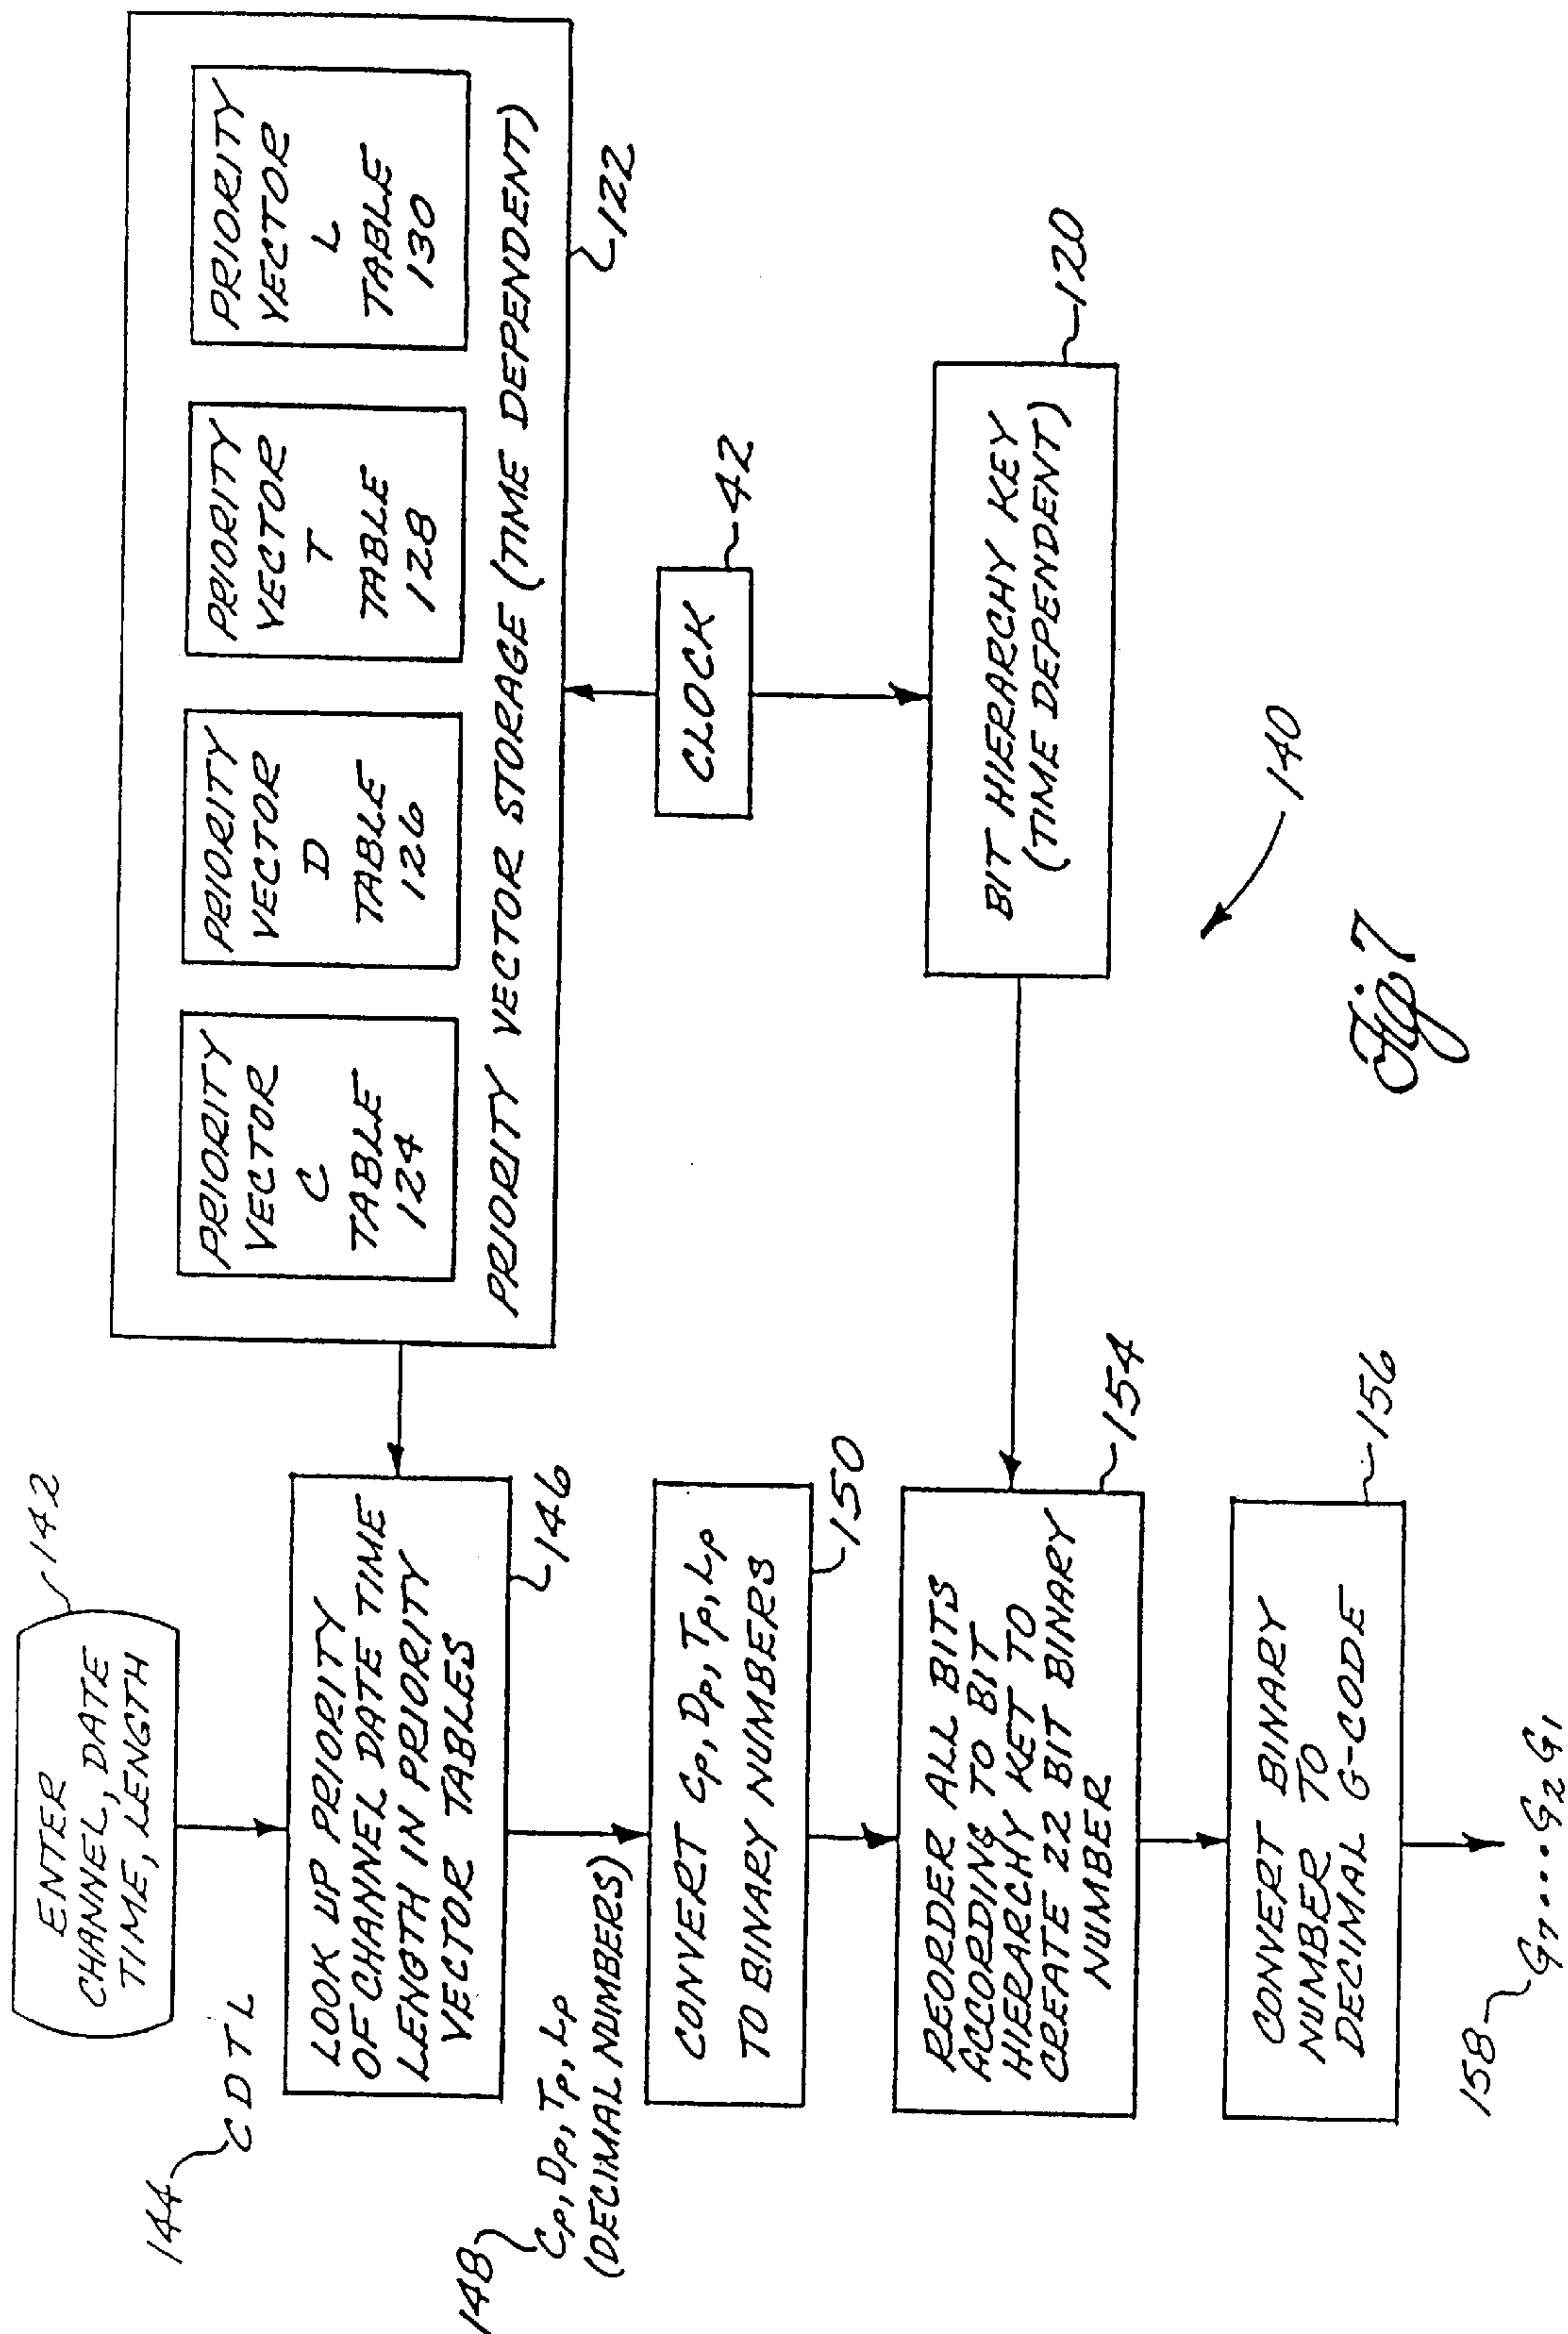 142
ENTER
CHANNEL, DATE
TIME, LENGTH
144
C D T L
LOOK UP PRIORITY
OF CHANNEL DATE TIME
LENGTH IN PRIORITY
VECTOR TABLES
146
148
Cp, Dp, Tp, Lp
(DECIMAL NUMBERS)
CONVERT Cp, Dp, Tp, Lp
TO BINARY NUMBERS
150
REORDER ALL BITS
ACCORDING TO BIT
HIERARCHY KET TO
CREATE 22 BIT BINARY
NUMBER
154
CONVERT BINARY
NUMBER TO
DECIMAL G-CODE
156
158
G7...G2G1
PRIORITY
VECTOR
C
TABLE
124
PRIORITY
VECTOR
D
TABLE
126
PRIORITY
VECTOR
T
TABLE
128
PRIORITY
VECTOR
L
TABLE
130
PRIORITY VECTOR STORAGE (TIME DEPENDENT)
122
CLOCK
42
BIT HIERARCHY KEY
(TIME DEPENDENT)
120
140
Fig 7